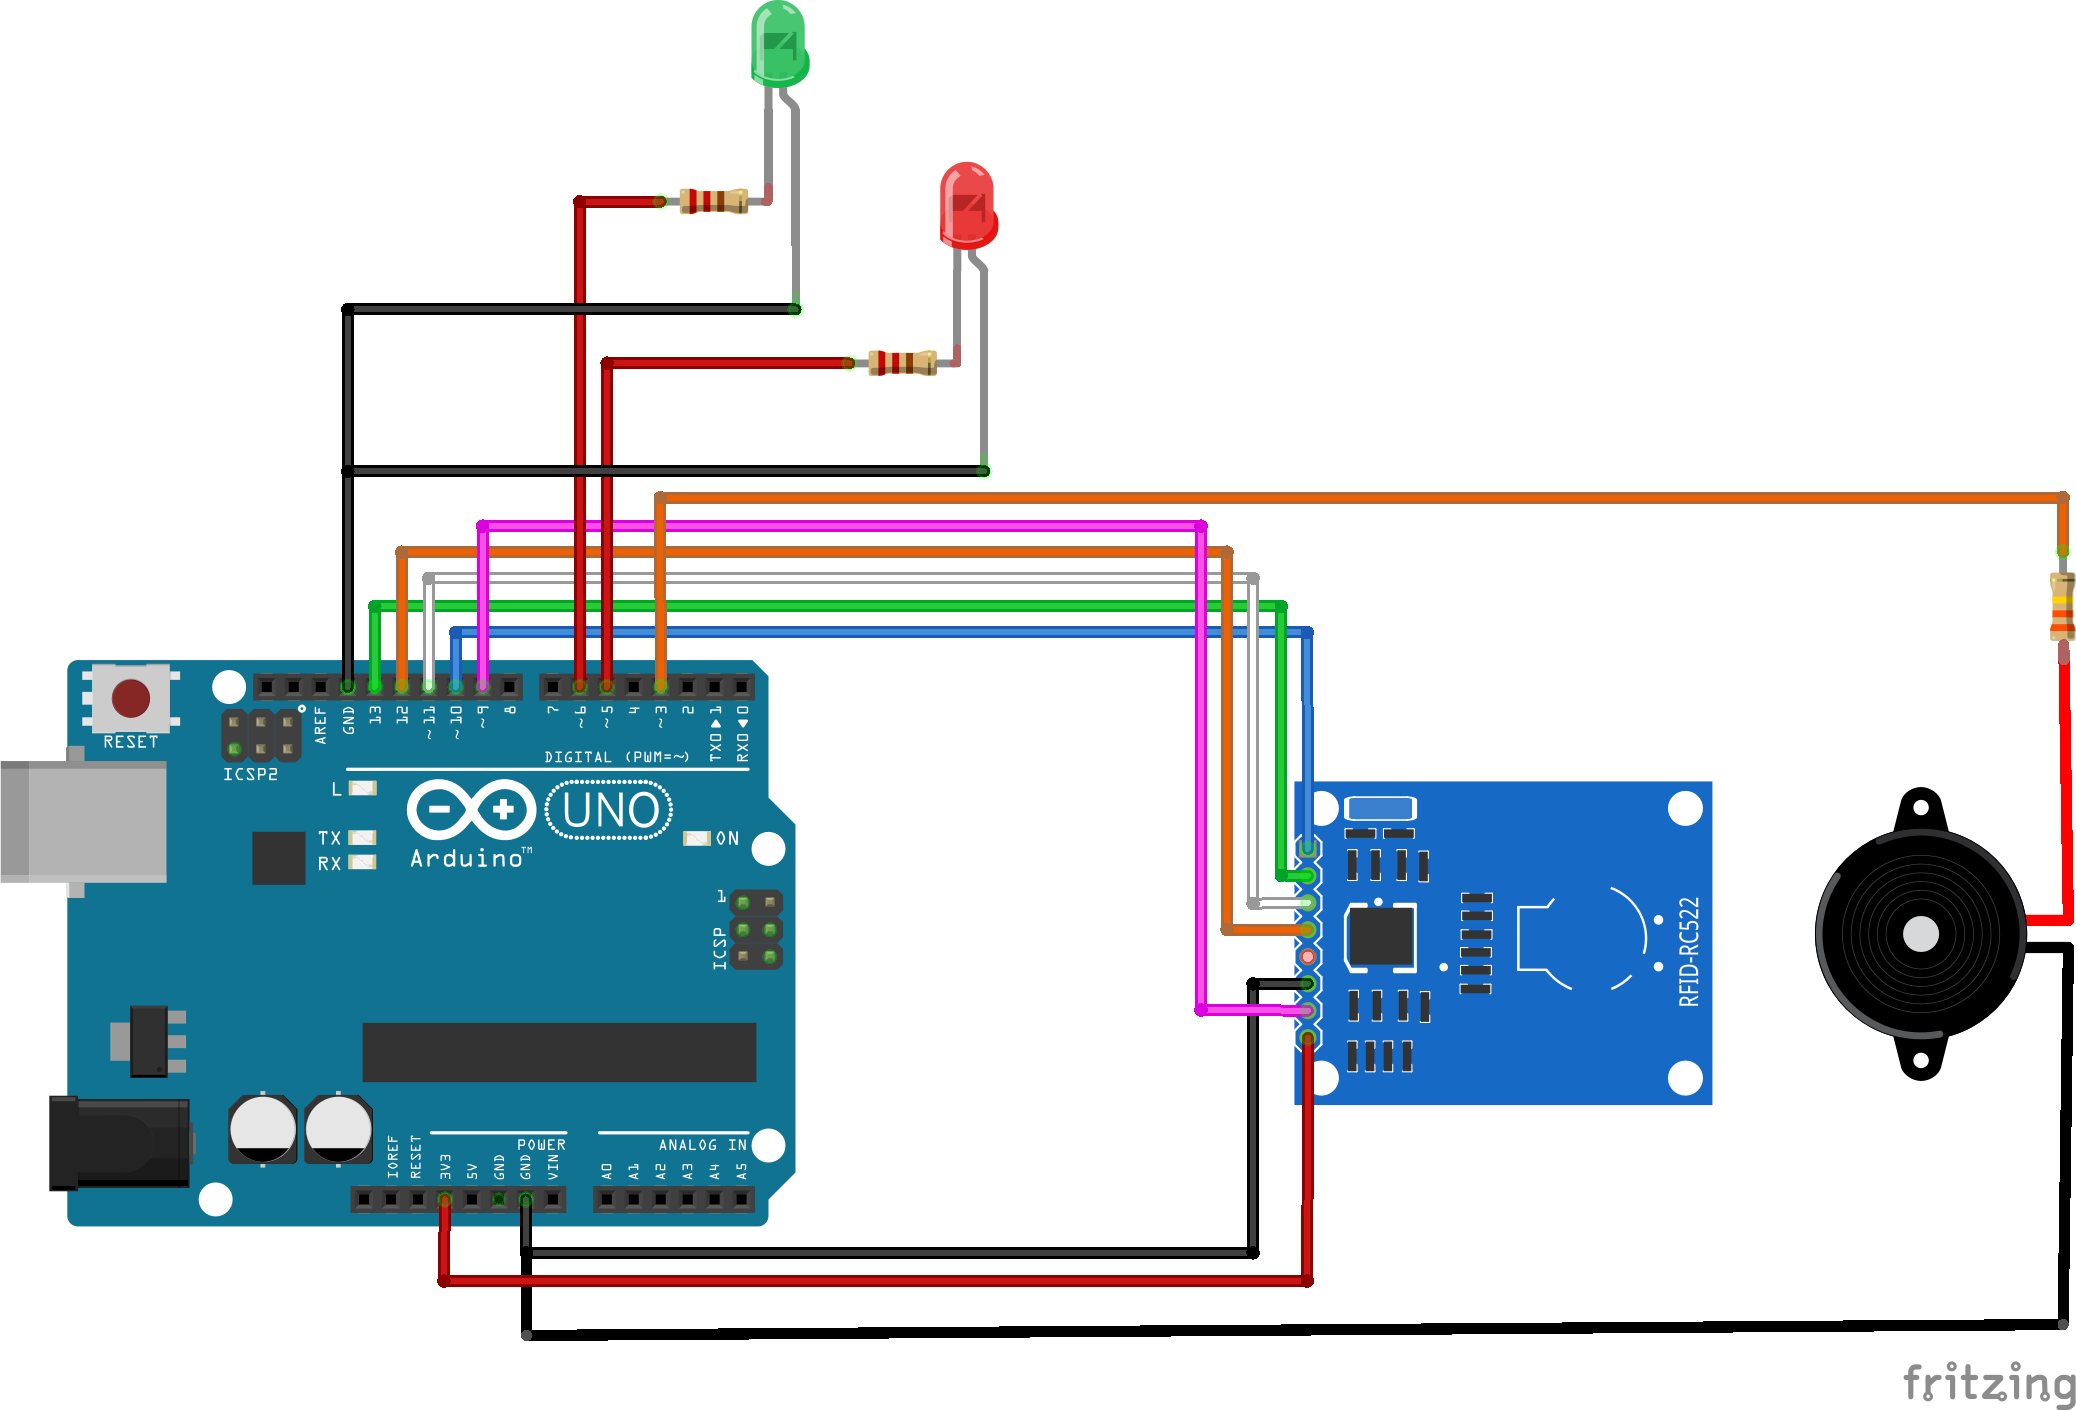 RESET
ICSP2
AREF
GND
13
12
~11
~10
~9
8
7
~6
~5
4
~3
2
TX0▶1
RX0◀0
DIGITAL (PWM=~)
L
TX
RX
Arduino™
UNO
ON
1
ICSP
RFID-RC522
POWER
ANALOG IN
IOREF
RESET
3V3
5V
GND
GND
VIN
A0
A1
A2
A3
A4
A5
fritzing